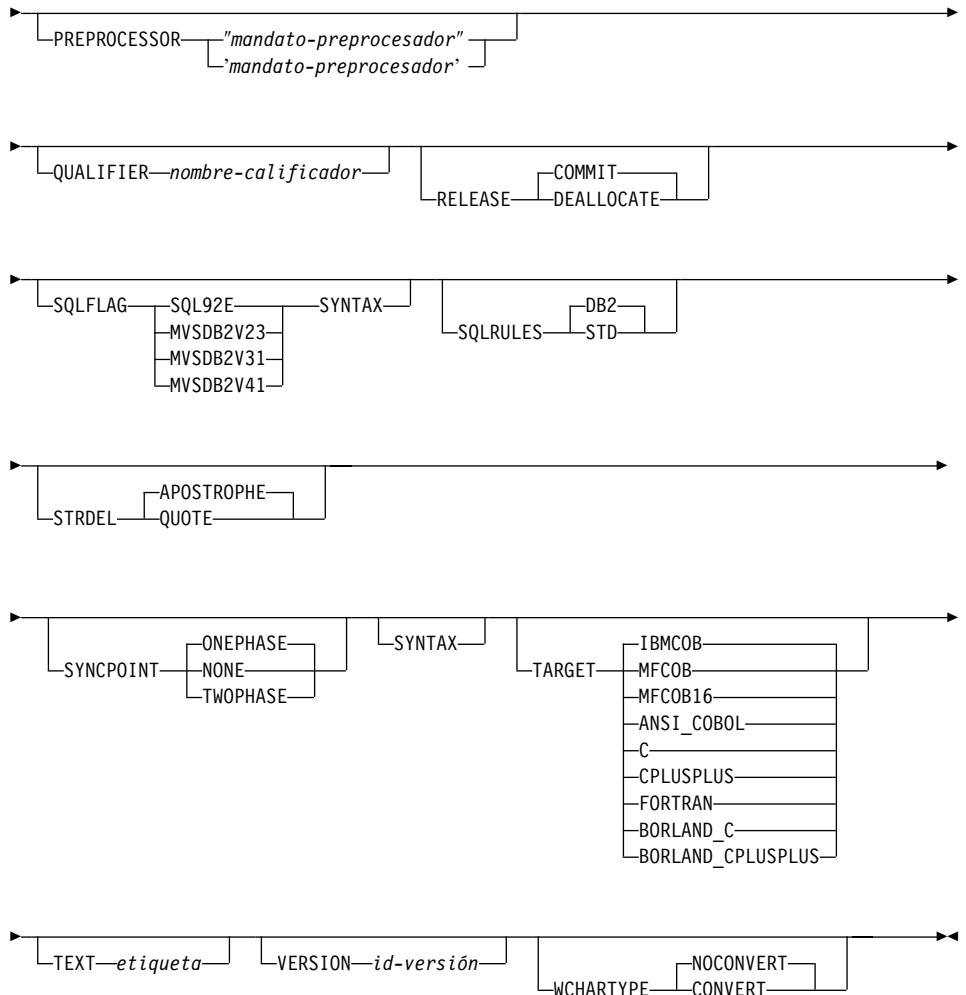 PREPROCESSOR "mandato-preprocesador"
'mandato-preprocesador'
QUALIFIER nombre-calificador
COMMIT
RELEASE DEALLOCATE
SQLFLAG SQL92E SYNTAX
MVSDB2V23
MVSDB2V31
MVSDB2V41
DB2
SQLRULES STD
APOSTROPHE
STRDEL QUOTE
ONEPHASE
SYNCPOINT NONE
TWOPHASE
SYNTAX
IBMCOB
TARGET MFCOB
MFCOB16
ANSI_COBOL
C
CPLUSPLUS
FORTRAN
BORLAND_C
BORLAND_CPLUSPLUS
TEXT etiqueta
VERSION id-versión
NOCONVERT
WCHARTYPE CONVERT